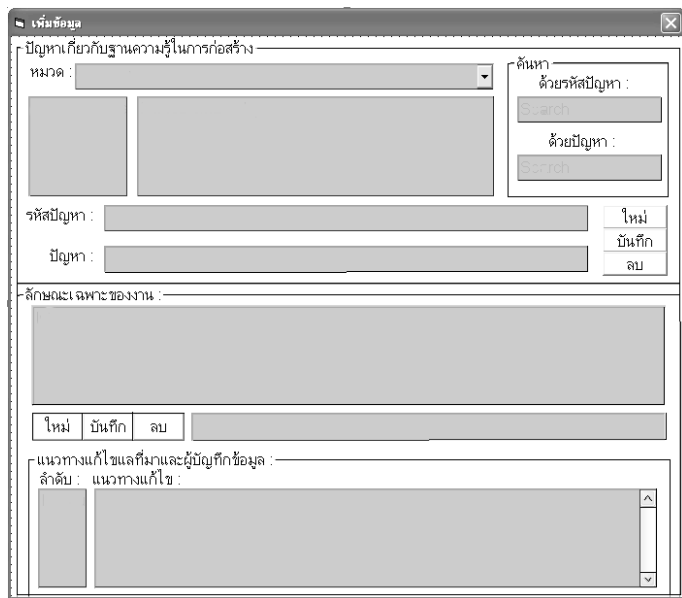 เพิ่มข้อมูล
ปัญหาเกี่ยวกับฐานความรู้ในการก่อสร้าง
หมวด :
ค้นหา
ด้วยรหัสปัญหา :
Search
ด้วยปัญหา :
Search
รหัสปัญหา :
ใหม่
บันทึก
ปัญหา :
ลบ
ลักษณะเฉพาะของงาน :
ใหม่ บันทึก ลบ
แนวทางแก้ไขแลที่มาและผู้บัญทึกข้อมูล :
ลำดับ : แนวทางแก้ไข :